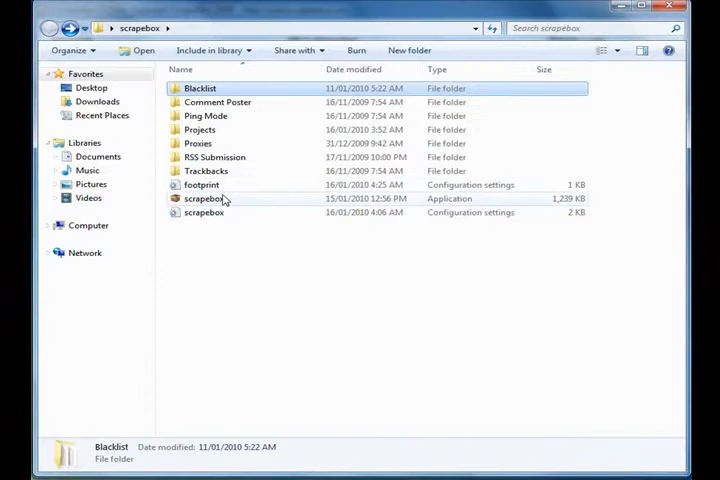 scrapebox
Search scrapebox
Organize Open Include in library Share with Burn New folder
Name Date modified Type Size
Favorites
Desktop
Downloads
Recent Places
Libraries
Documents
Music
Pictures
Videos
Computer
Network
Blacklist 11/01/2010 5:22 AM File folder
Comment Poster 16/11/2009 7:54 AM File folder
Ping Mode 16/11/2009 7:54 AM File folder
Projects 16/01/2010 3:52 AM File folder
Proxies 31/12/2009 9:42 AM File folder
RSS Submission 17/11/2009 10:00 PM File folder
Trackbacks 16/11/2009 7:54 AM File folder
footprint 16/01/2010 4:25 AM Configuration settings 1 KB
scrapebox 15/01/2010 12:56 PM Application 1,239 KB
scrapebox 16/01/2010 4:06 AM Configuration settings 2 KB
Blacklist Date modified: 11/01/2010 5:22 AM
File folder